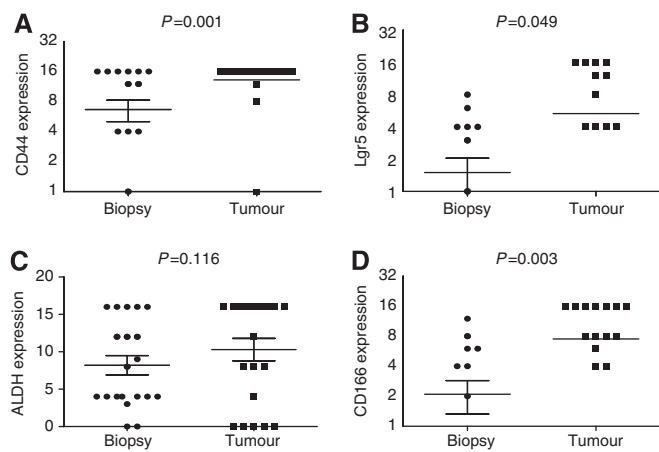 A
P=0.001
CD44 expression
32
16
8
4
2
1
Biopsy
Tumour
B
P=0.049
Lgr5 expression
32
16
8
4
2
1
Biopsy
Tumour
C
P=0.116
ALDH expression
20
15
10
5
0
Biopsy
Tumour
D
P=0.003
CD166 expression
32
16
8
4
2
1
Biopsy
Tumour